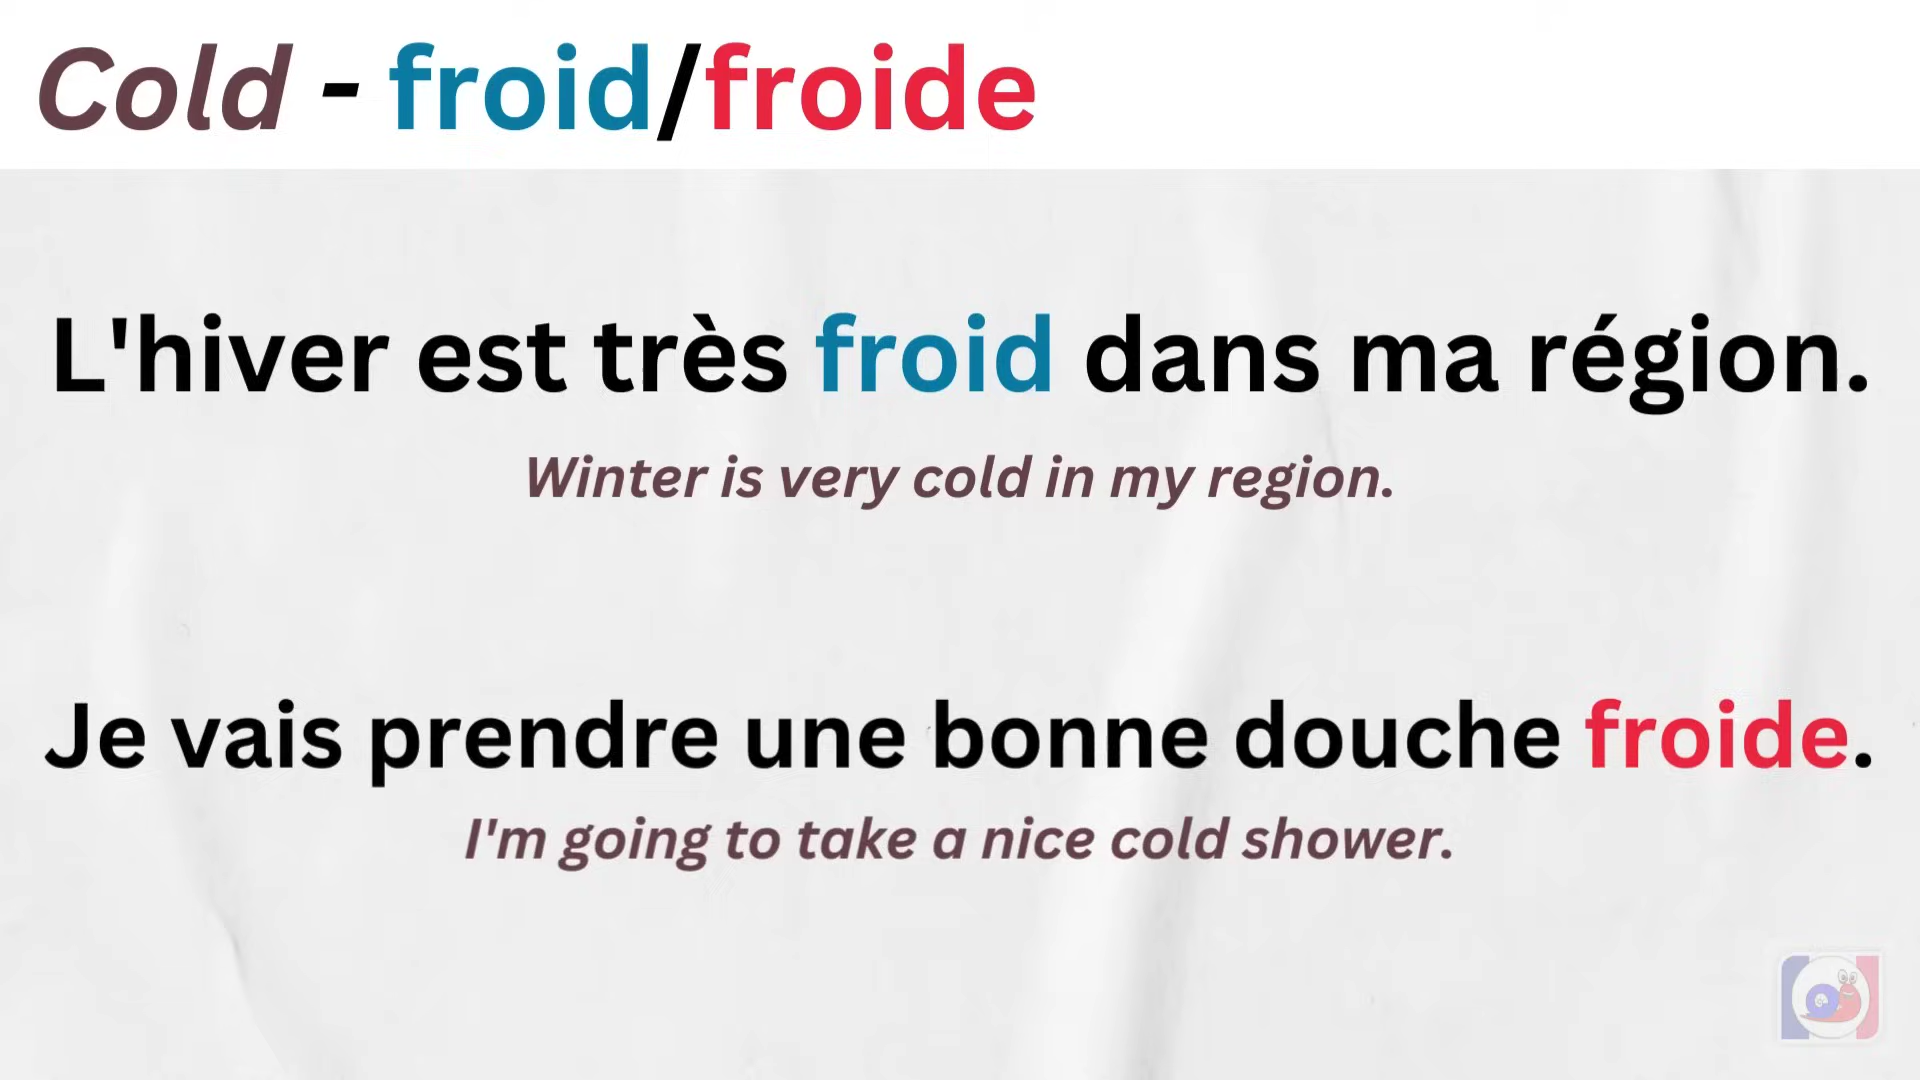 Cold - froid/froide
L'hiver est très froid dans ma région.
Winter is very cold in my region.
Je vais prendre une bonne douche froide.
I'm going to take a nice cold shower.